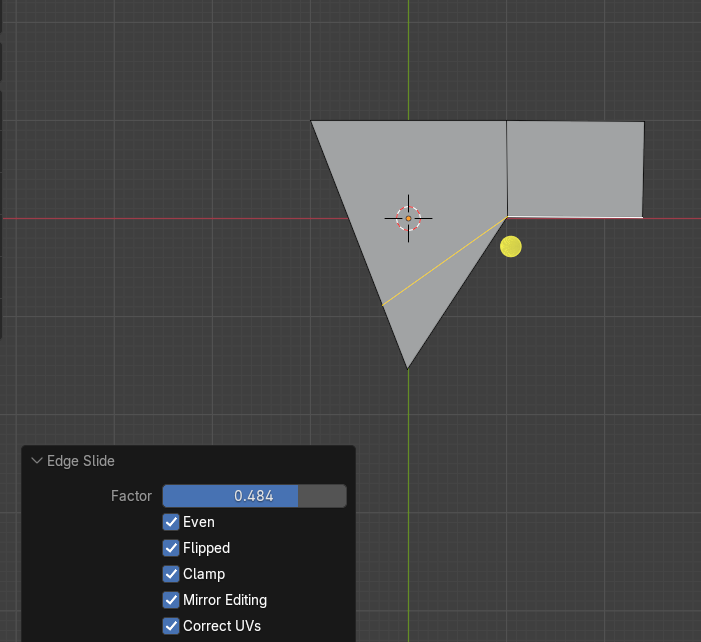 Edge Slide
Factor 0.484
Even
Flipped
Clamp
Mirror Editing
Correct UVs